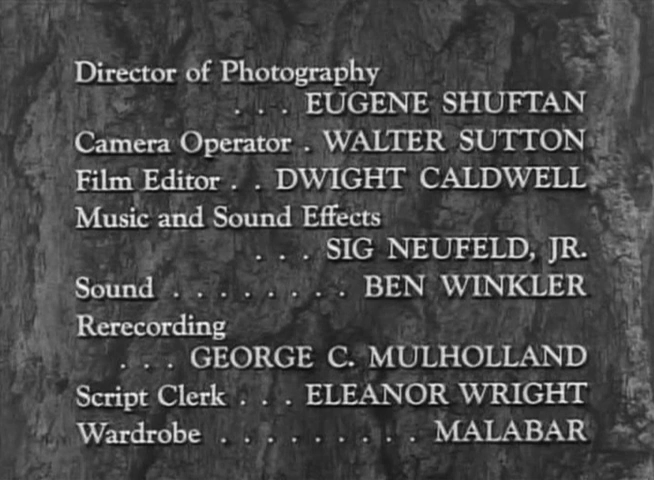 Director of Photography
. . . EUGENE SHUFTAN
Camera Operator . WALTER SUTTON
Film Editor . . DWIGHT CALDWELL
Music and Sound Effects
. . . SIG NEUFELD, JR.
Sound . . . . . . . . BEN WINKLER
Rerecording
. . . GEORGE C. MULHOLLAND
Script Clerk . . . ELEANOR WRIGHT
Wardrobe . . . . . . . . . MALABAR